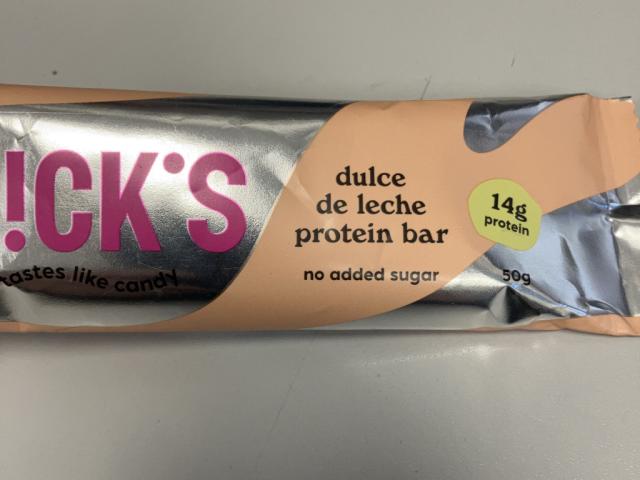 !CK'S
tastes like candy
dulce
de leche
protein bar
no added sugar
14g
protein
50g